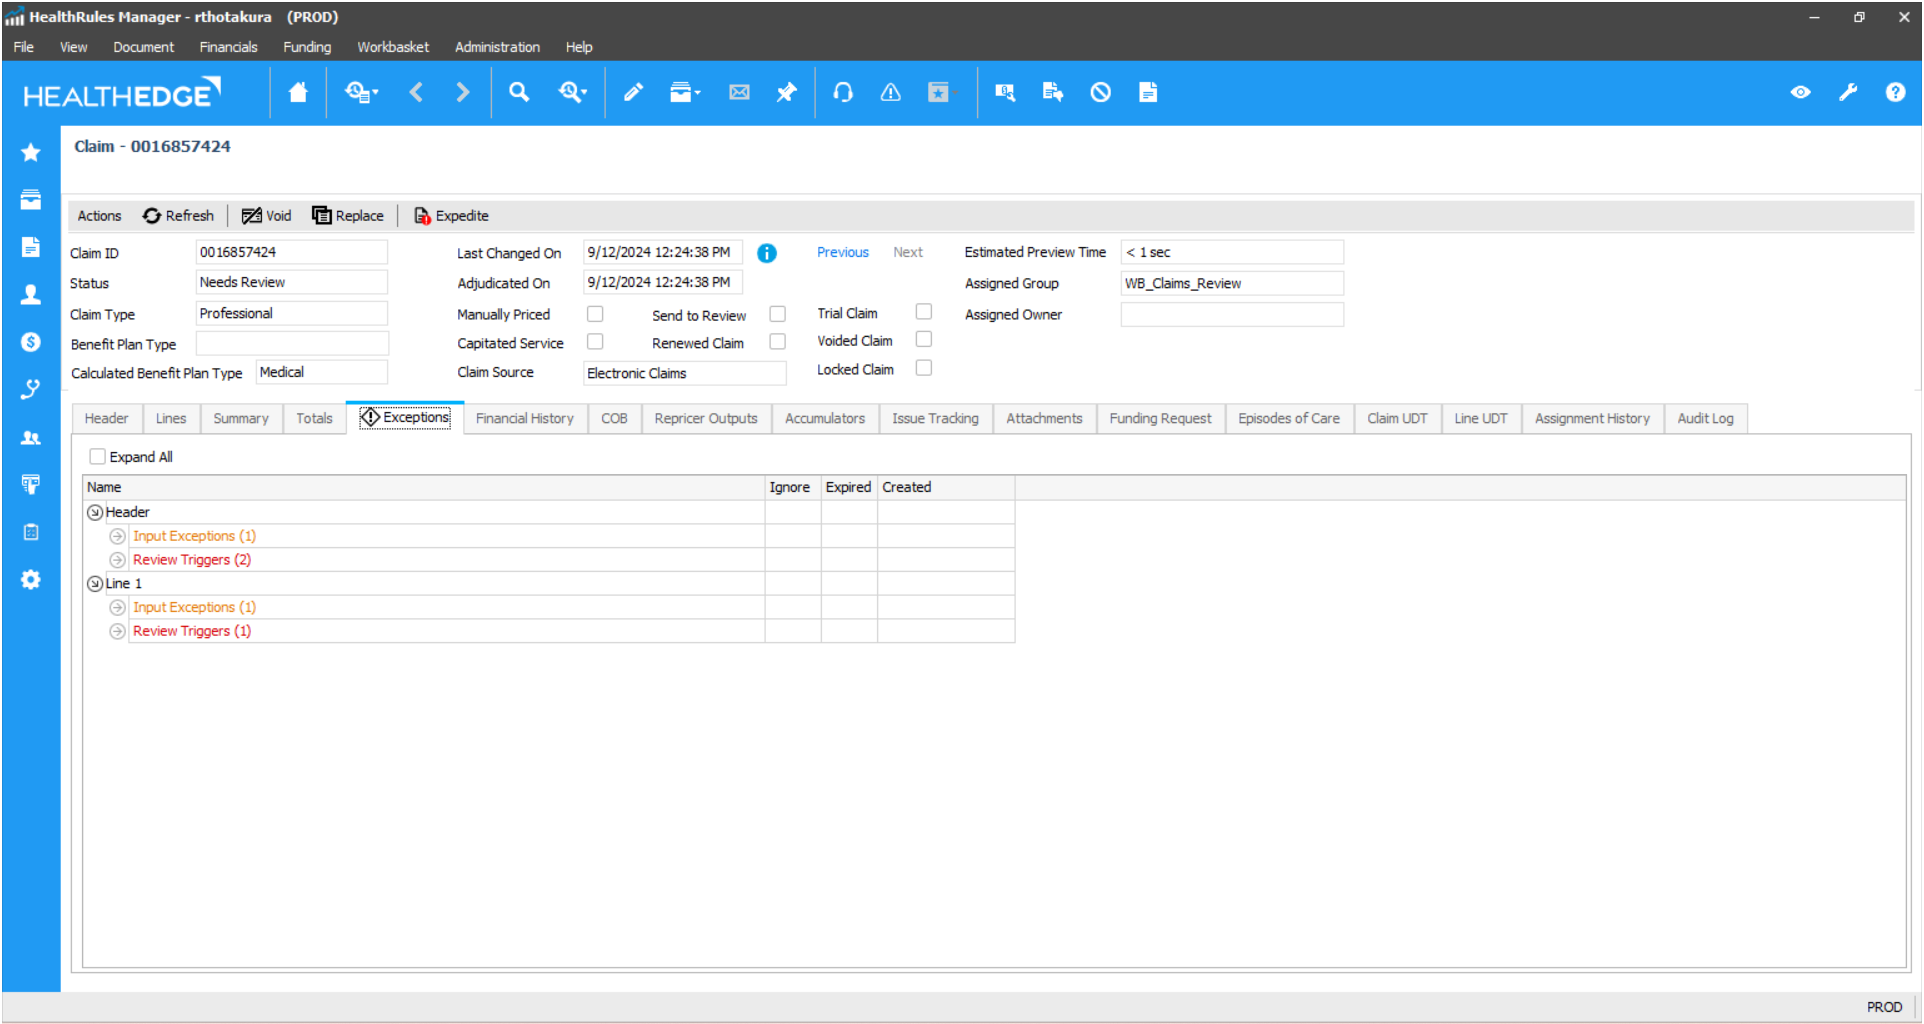 HealthRules Manager - rthotakura (PROD)
File View Document Financials Funding Workbasket Administration Help
HEALTHEDGE
Claim - 0016857424
Actions Refresh Void Replace Expedite
Claim ID 0016857424 Last Changed On 9/12/2024 12:24:38 PM Previous Next Estimated Preview Time < 1 sec
Status Needs Review Adjudicated On 9/12/2024 12:24:38 PM Assigned Group WB_Claims_Review
Claim Type Professional Manually Priced Send to Review Trial Claim Assigned Owner
Benefit Plan Type Capitated Service Renewed Claim Voided Claim
Calculated Benefit Plan Type Medical Claim Source Electronic Claims Locked Claim
Header Lines Summary Totals Exceptions Financial History COB Repricer Outputs Accumulators Issue Tracking Attachments Funding Request Episodes of Care Claim UDT Line UDT Assignment History Audit Log
Expand All
Name Ignore Expired Created
Header
Input Exceptions (1)
Review Triggers (2)
Line 1
Input Exceptions (1)
Review Triggers (1)
PROD